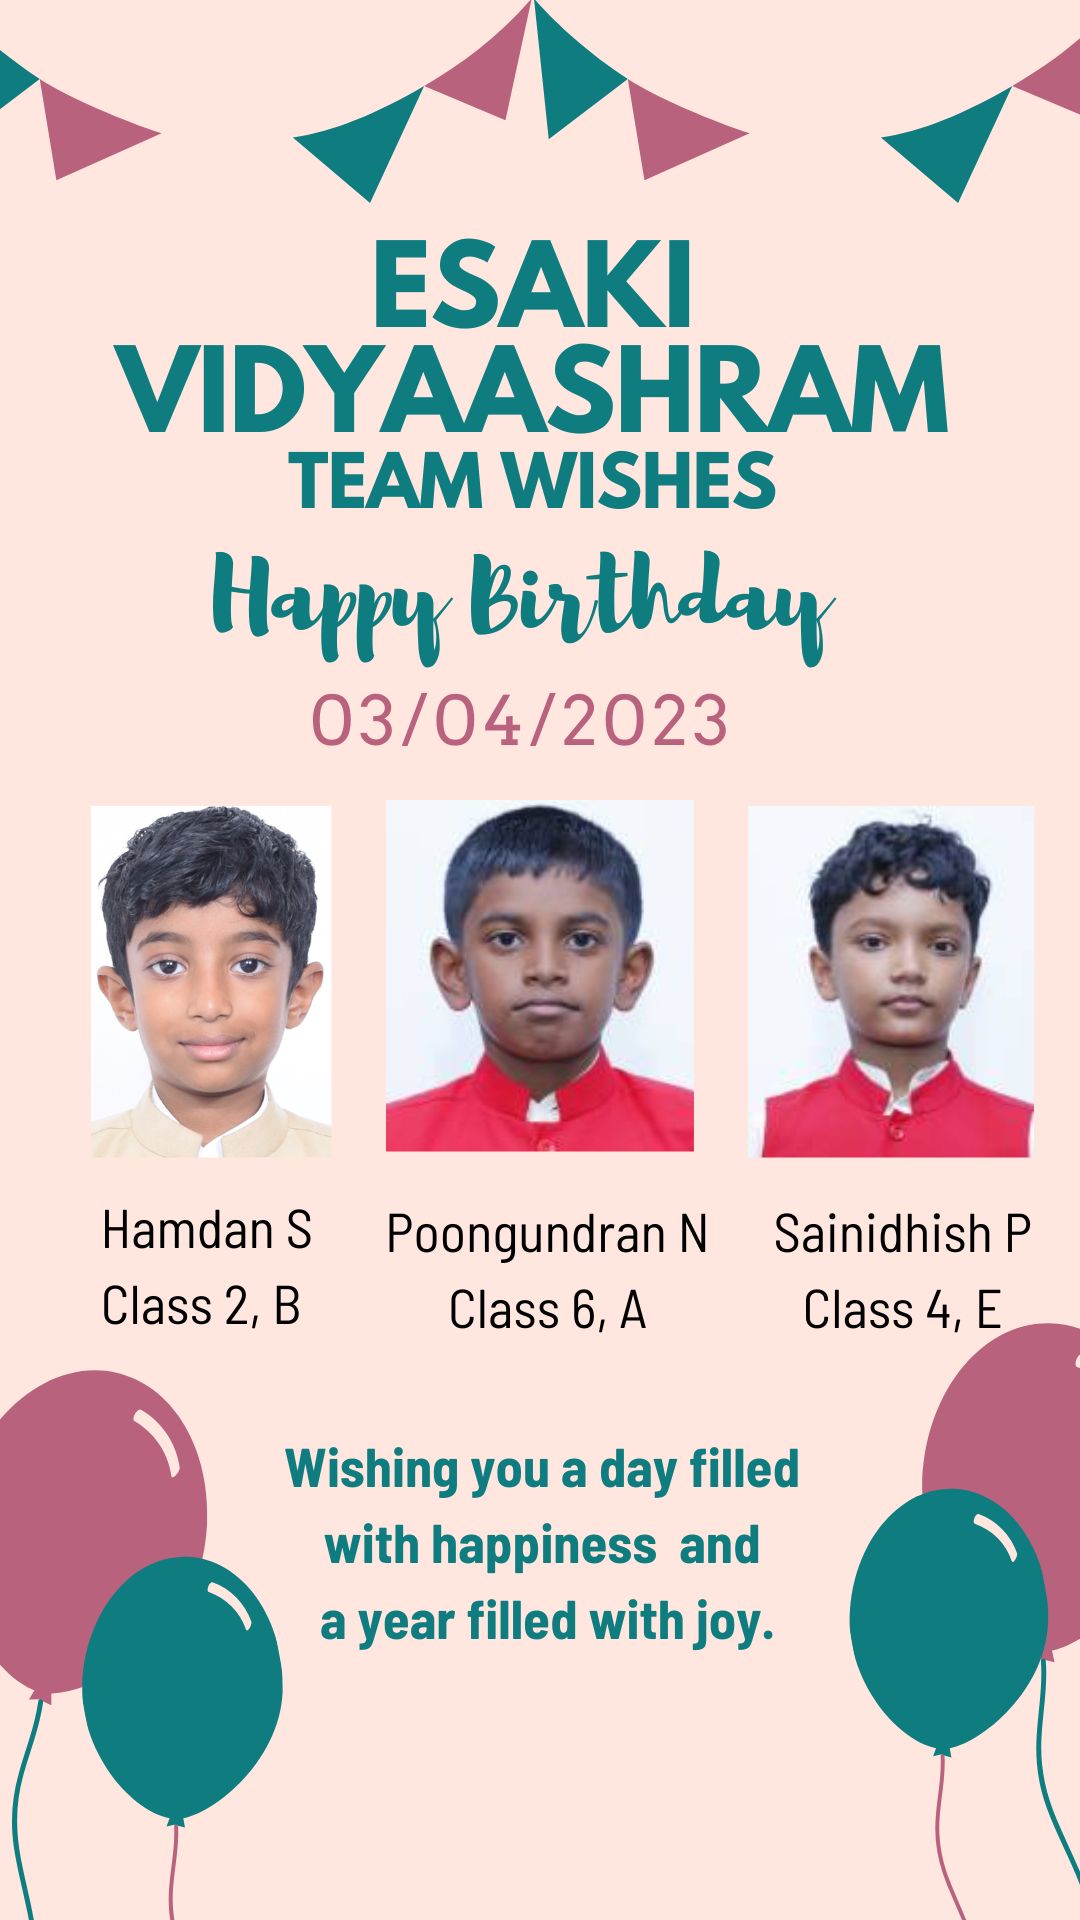 ESAKI
VIDYAASHRAM
TEAM WISHES
Happy Birthday
03/04/2023
Hamdan S
Class 2, B
Poongundran N
Class 6, A
Sainidhish P
Class 4, E
Wishing you a day filled
with happiness  and
a year filled with joy.